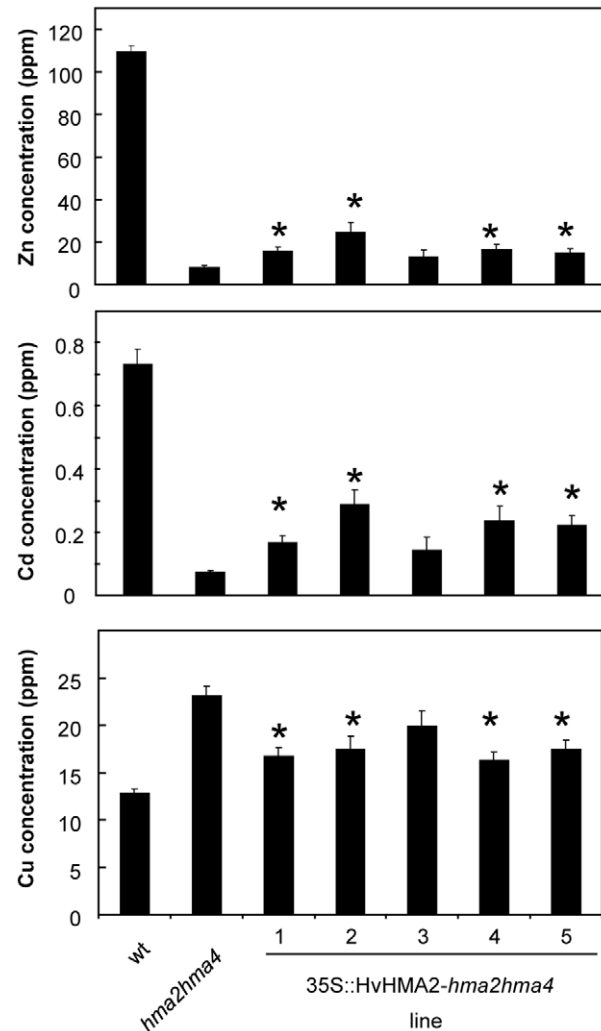 Zn concentration (ppm)
120
100
80
60
40
20
0
* * * *
Cd concentration (ppm)
0.8
0.6
0.4
0.2
0
* * * *
Cu concentration (ppm)
25
20
15
10
5
0
* * * *
wt
hma2hma4
1 2 3 4 5
35S::HvHMA2-hma2hma4
line